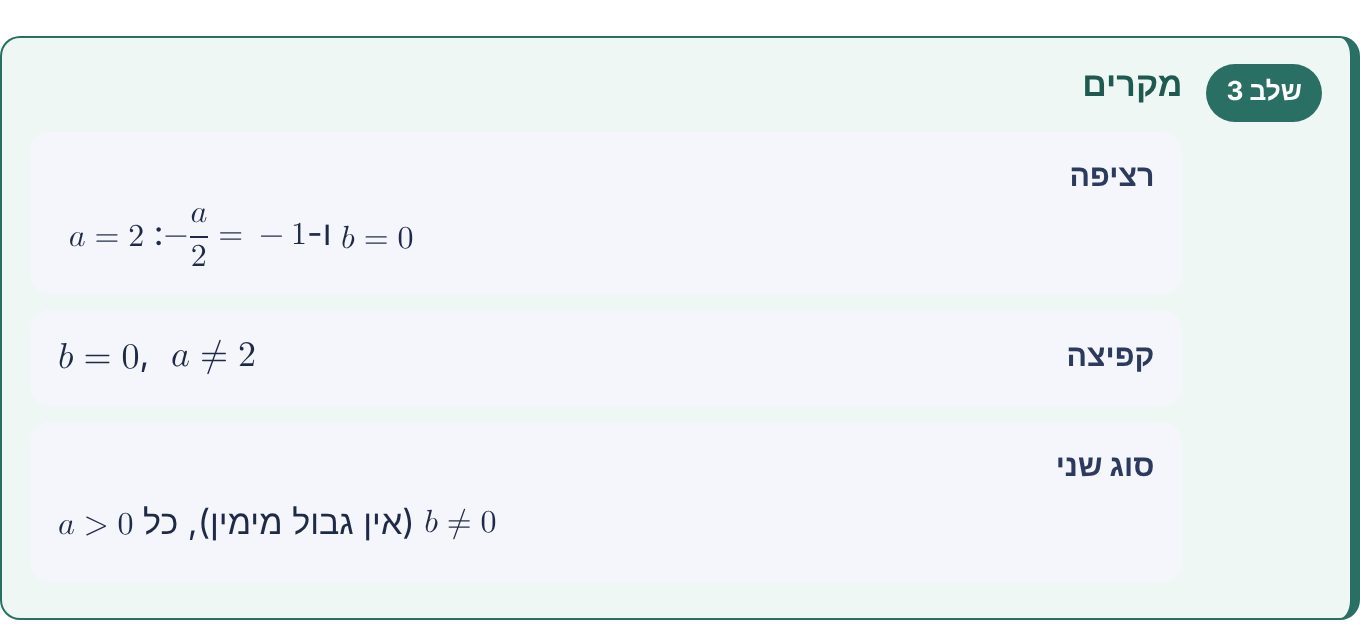 שלב 3
מקרים
רציפה
b = 0 ו-−a/2 = −1: a = 2
קפיצה
b = 0, a ≠ 2
סוג שני
b ≠ 0 (אין גבול מימין), כל a > 0